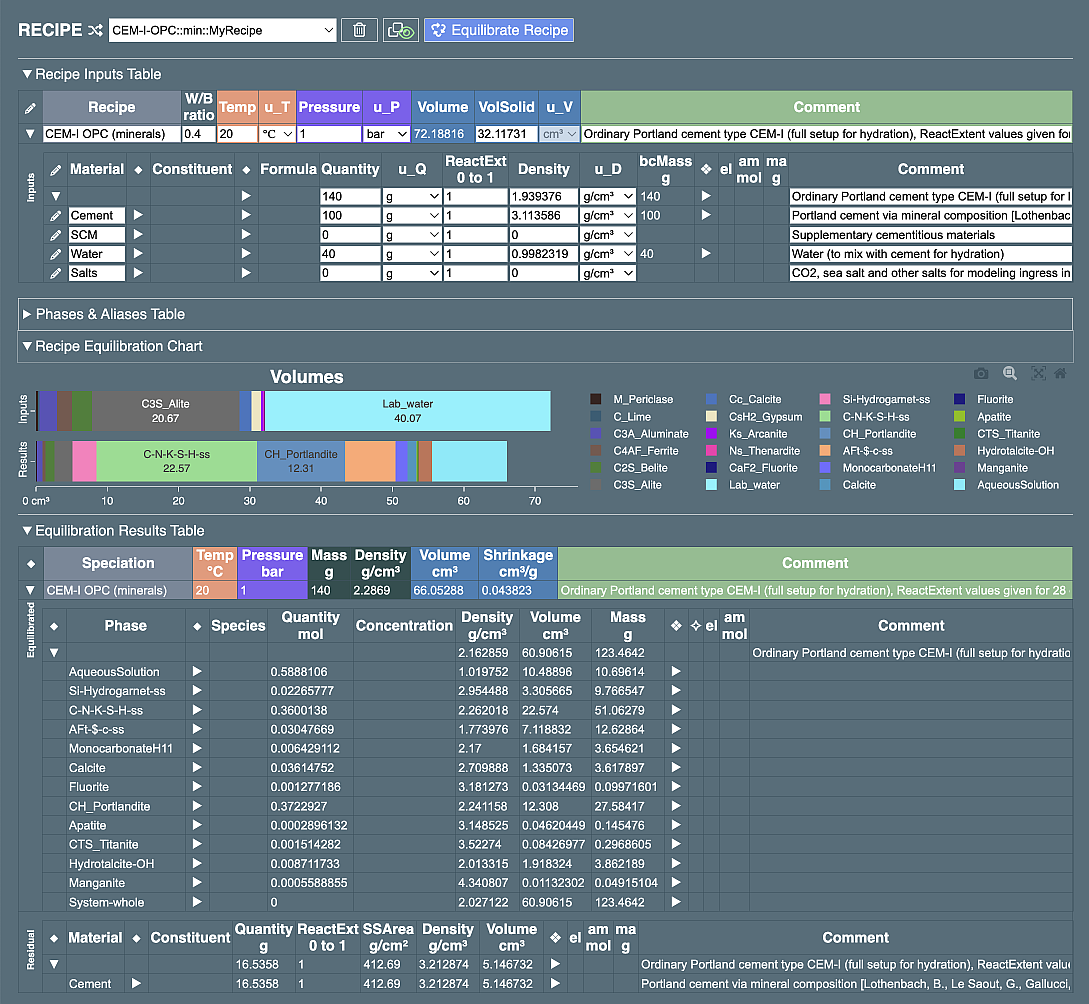 RECIPE CEM-I-OPC::min::MyRecipe Equilibrate Recipe
▼Recipe Inputs Table
Recipe W/B ratio Temp u_T Pressure u_P Volume VolSolid u_V Comment
▼ CEM-I OPC (minerals) 0.4 20 °C 1 bar 72.18816 32.11731 cm³ Ordinary Portland cement type CEM-I (full setup for hydration), ReactExtent values given for
Inputs
Material ◆ Constituent ◆ Formula Quantity u_Q ReactExt 0 to 1 Density u_D bcMass g ❖ el am mol ma g Comment
▼ ▶ 140 g 1 1.939376 g/cm³ 140 ▶ Ordinary Portland cement type CEM-I (full setup for
Cement ▶ ▶ 100 g 1 3.113586 g/cm³ 100 ▶ Portland cement via mineral composition [Lothenbac
SCM ▶ ▶ 0 g 1 0 g/cm³ Supplementary cementitious materials
Water ▶ ▶ 40 g 1 0.9982319 g/cm³ 40 ▶ Water (to mix with cement for hydration)
Salts ▶ ▶ 0 g 1 0 g/cm³ CO2, sea salt and other salts for modeling ingress in
▶ Phases & Aliases Table
▼Recipe Equilibration Chart
Volumes
Inputs
C3S_Alite
20.67
Lab_water
40.07
Results
C-N-K-S-H-ss
22.57
CH_Portlandite
12.31
0 cm³ 10 20 30 40 50 60 70
M_Periclase Cc_Calcite Si-Hydrogarnet-ss Fluorite
C_Lime CsH2_Gypsum C-N-K-S-H-ss Apatite
C3A_Aluminate Ks_Arcanite CH_Portlandite CTS_Titanite
C4AF_Ferrite Ns_Thenardite AFt-$-c-ss Hydrotalcite-OH
C2S_Belite CaF2_Fluorite MonocarbonateH11 Manganite
C3S_Alite Lab_water Calcite AqueousSolution
▼Equilibration Results Table
◆ Speciation Temp °C Pressure bar Mass g Density g/cm³ Volume cm³ Shrinkage cm³/g Comment
▼ CEM-I OPC (minerals) 20 1 140 2.2869 66.05288 0.043823 Ordinary Portland cement type CEM-I (full setup for hydration), ReactExtent values given for 28
Equilibrated
◆ Phase ◆ Species Quantity mol Concentration Density g/cm³ Volume cm³ Mass g ❖ ✧ el am mol Comment
▼ 2.162859 60.90615 123.4642 Ordinary Portland cement type CEM-I (full setup for hydratio
AqueousSolution ▶ 0.5888106 1.019752 10.48896 10.69614 ▶
Si-Hydrogarnet-ss ▶ 0.02265777 2.954488 3.305665 9.766547 ▶
C-N-K-S-H-ss ▶ 0.3600138 2.262018 22.574 51.06279 ▶
AFt-$-c-ss ▶ 0.03047669 1.773976 7.118832 12.62864 ▶
MonocarbonateH11 ▶ 0.006429112 2.17 1.684157 3.654621 ▶
Calcite ▶ 0.03614752 2.709888 1.335073 3.617897 ▶
Fluorite ▶ 0.001277186 3.181273 0.03134469 0.09971601 ▶
CH_Portlandite ▶ 0.3722927 2.241158 12.308 27.58417 ▶
Apatite ▶ 0.0002896132 3.148525 0.04620449 0.145476 ▶
CTS_Titanite ▶ 0.001514282 3.52274 0.08426977 0.2968605 ▶
Hydrotalcite-OH ▶ 0.008711733 2.013315 1.918324 3.862189 ▶
Manganite ▶ 0.0005588855 4.340807 0.01132302 0.04915104 ▶
System-whole ▶ 0 2.027122 60.90615 123.4642 ▶
Residual
◆ Material ◆ Constituent Quantity g ReactExt 0 to 1 SSArea g/cm² Density g/cm³ Volume cm³ ❖ el am mol ma g Comment
▼ 16.5358 1 412.69 3.212874 5.146732 ▶ Ordinary Portland cement type CEM-I (full setup for hydration), ReactExtent valu
Cement ▶ 16.5358 1 412.69 3.212874 5.146732 ▶ Portland cement via mineral composition [Lothenbach, B., Le Saout, G., Gallucci,